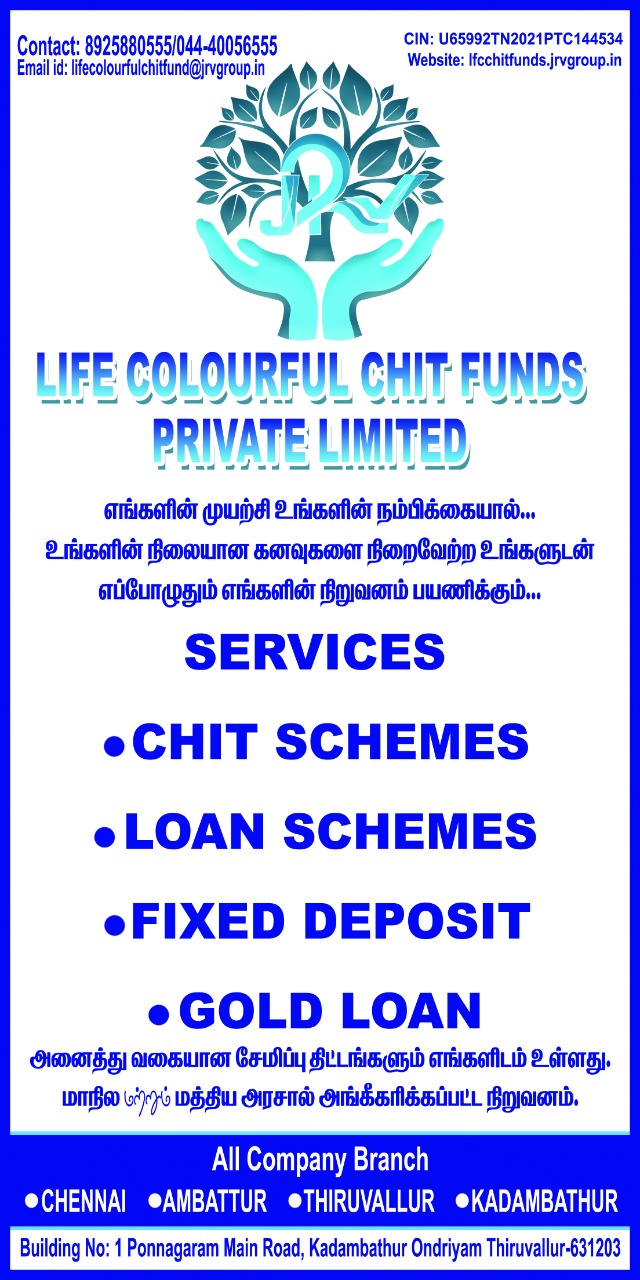 Contact: 8925880555/044-40056555
Email id: lifecolourfulchitfund@jrvgroup.in
CIN: U65992TN2021PTC144534
Website: lfcchitfunds.jrvgroup.in
JRV
LIFE COLOURFUL CHIT FUNDS
PRIVATE LIMITED
எங்களின் முயற்சி உங்களின் நம்பிக்கையால்...
உங்களின் நிலையான கனவுகளை நிறைவேற்ற உங்களுடன்
எப்போழுதும் எங்களின் நிறுவனம் பயணிக்கும்...
SERVICES
•CHIT SCHEMES
•LOAN SCHEMES
•FIXED DEPOSIT
•GOLD LOAN
அனைத்து வகையான சேமிப்பு திட்டங்களும் எங்களிடம் உள்ளது.
மாநில மற்றும் மத்திய அரசால் அங்கீகரிக்கப்பட்ட நிறுவனம்.
All Company Branch
•CHENNAI •AMBATTUR •THIRUVALLUR •KADAMBATHUR
Building No: 1 Ponnagaram Main Road, Kadambathur Ondriyam Thiruvallur-631203